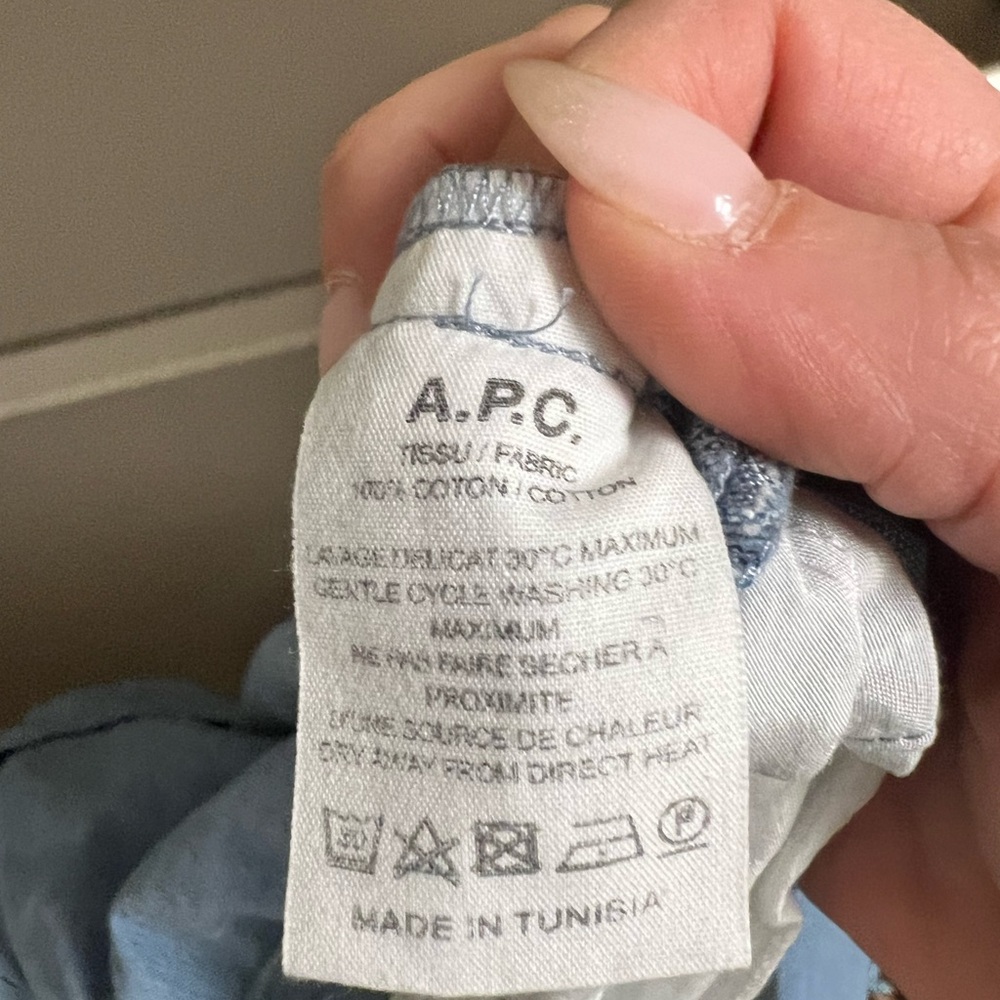 A.P.C.
TISSU / FABRIC
100% COTON / COTTON
LAVAGE DELICAT 30°C MAXIMUM
GENTLE CYCLE WASHING 30°C
MAXIMUM
NE PAS FAIRE SECHER A
PROXIMITE
D'UNE SOURCE DE CHALEUR
DRY AWAY FROM DIRECT HEAT
30 P
MADE IN TUNISIA